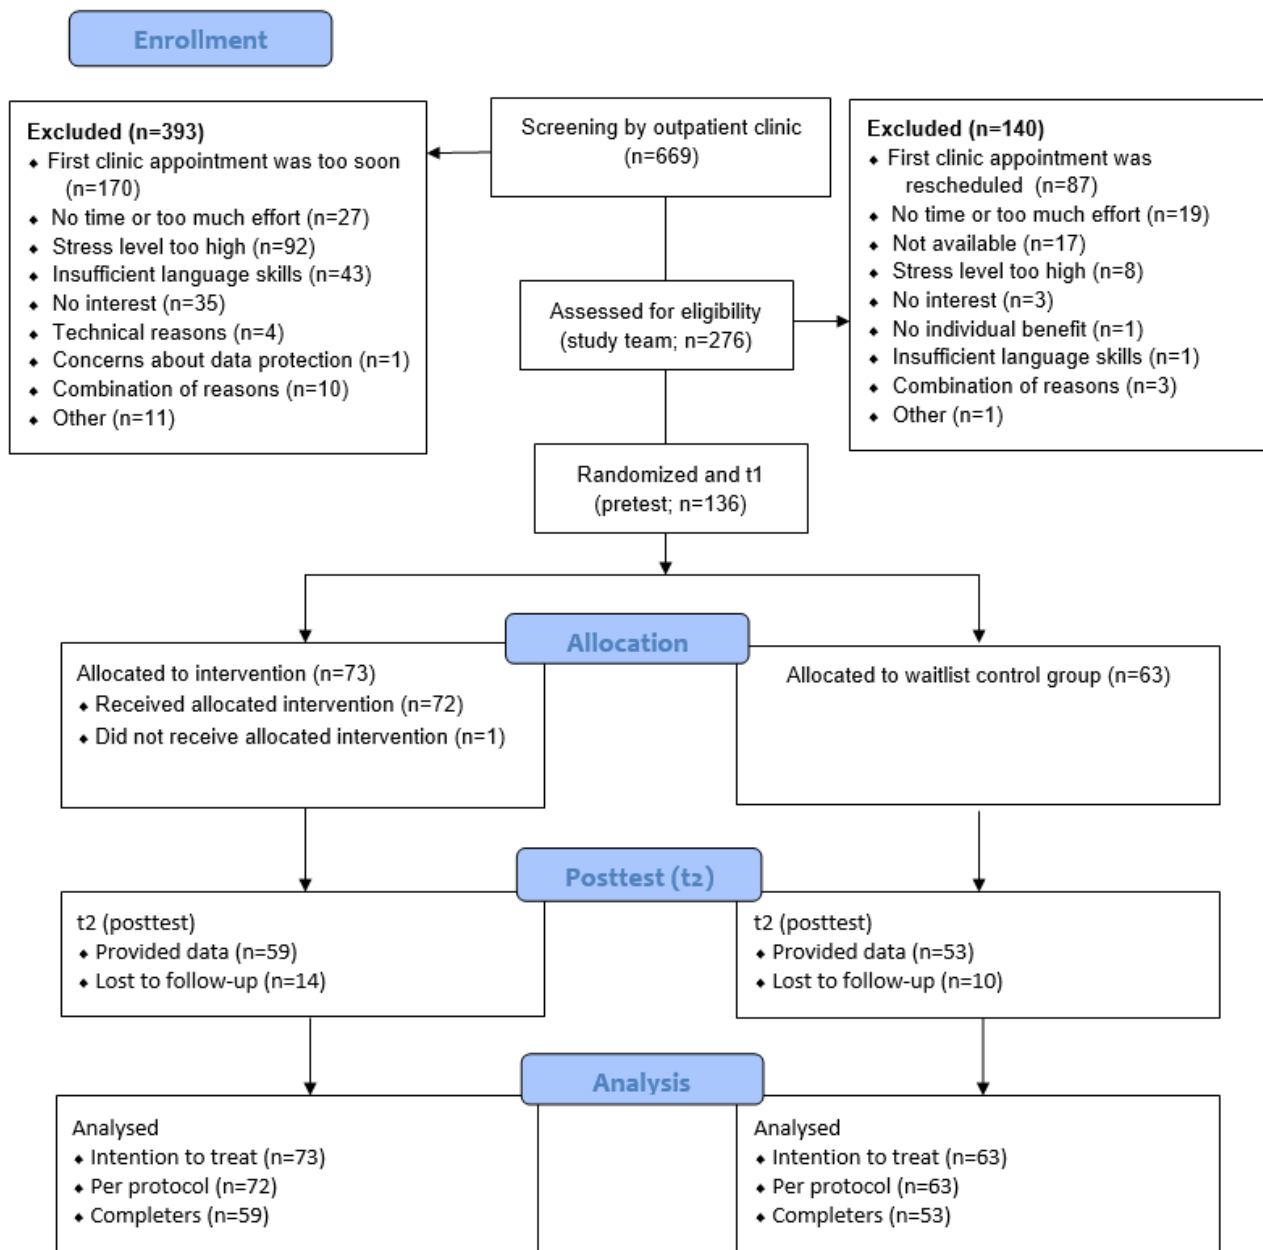 Enrollment
Excluded (n=393)
⬥ First clinic appointment was too soon
(n=170)
⬥ No time or too much effort (n=27)
⬥ Stress level too high (n=92)
⬥ Insufficient language skills (n=43)
⬥ No interest (n=35)
⬥ Technical reasons (n=4)
⬥ Concerns about data protection (n=1)
⬥ Combination of reasons (n=10)
⬥ Other (n=11)
Screening by outpatient clinic
(n=669)
Excluded (n=140)
⬥ First clinic appointment was
rescheduled (n=87)
⬥ No time or too much effort (n=19)
⬥ Not available (n=17)
⬥ Stress level too high (n=8)
⬥ No interest (n=3)
⬥ No individual benefit (n=1)
⬥ Insufficient language skills (n=1)
⬥ Combination of reasons (n=3)
⬥ Other (n=1)
Assessed for eligibility
(study team; n=276)
Randomized and t1
(pretest; n=136)
Allocation
Allocated to intervention (n=73)
⬥ Received allocated intervention (n=72)
⬥ Did not receive allocated intervention (n=1)
Allocated to waitlist control group (n=63)
Posttest (t2)
t2 (posttest)
⬥ Provided data (n=59)
⬥ Lost to follow-up (n=14)
t2 (posttest)
⬥ Provided data (n=53)
⬥ Lost to follow-up (n=10)
Analysis
Analysed
⬥ Intention to treat (n=73)
⬥ Per protocol (n=72)
⬥ Completers (n=59)
Analysed
⬥ Intention to treat (n=63)
⬥ Per protocol (n=63)
⬥ Completers (n=53)